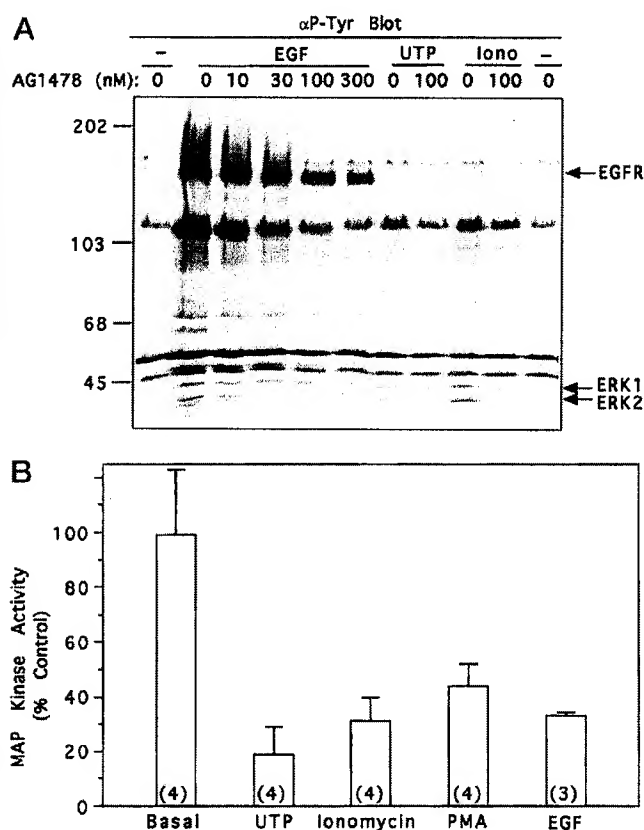 A
αP-Tyr Blot
– EGF UTP Iono –
AG1478 (nM): 0 0 10 30 100 300 0 100 0 100 0
202
EGFR
103
68
45
ERK1
ERK2
B
MAP Kinase Activity
(% Control)
100
80
60
40
20
0
(4) (4) (4) (4) (3)
Basal UTP Ionomycin PMA EGF